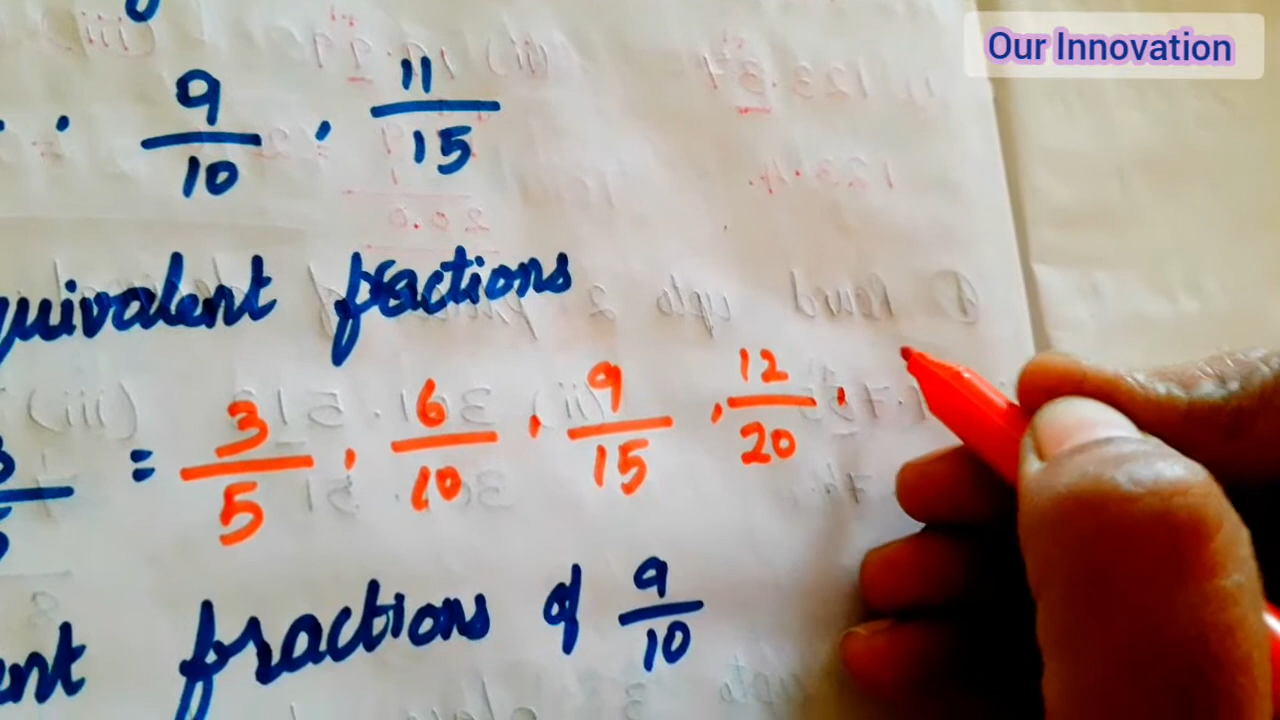 Our Innovation
9/10 , 11/15
quivalent fractions
= 3/5 , 6/10 , 9/15 , 12/20 ,
ent fractions of 9/10